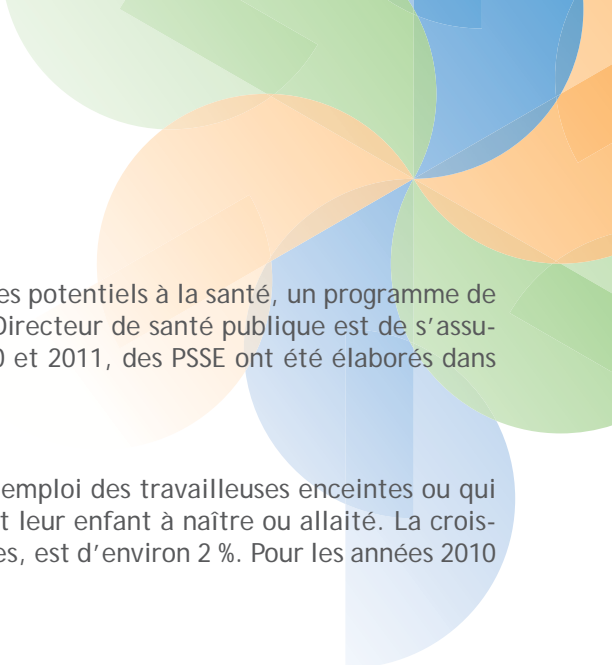 es potentiels à la santé, un programme de
Directeur de santé publique est de s’assu-
0 et 2011, des PSSE ont été élaborés dans
emploi des travailleuses enceintes ou qui
t leur enfant à naître ou allaité. La crois-
es, est d’environ 2 %. Pour les années 2010